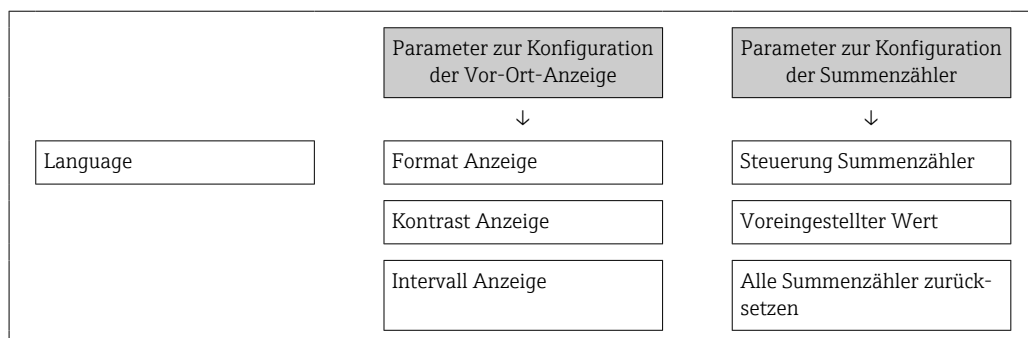 Parameter zur Konfiguration
der Vor-Ort-Anzeige
Parameter zur Konfiguration
der Summenzähler
↓
↓
Language
Format Anzeige
Steuerung Summenzähler
Kontrast Anzeige
Voreingestellter Wert
Intervall Anzeige
Alle Summenzähler zurück-
setzen